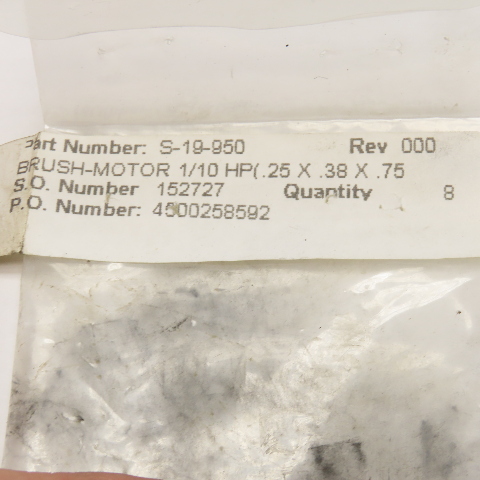 Part Number: S-19-950 Rev 000
BRUSH-MOTOR 1/10 HP(.25 X .38 X .75
S.O. Number 152727 Quantity 8
P.O. Number: 4500258592